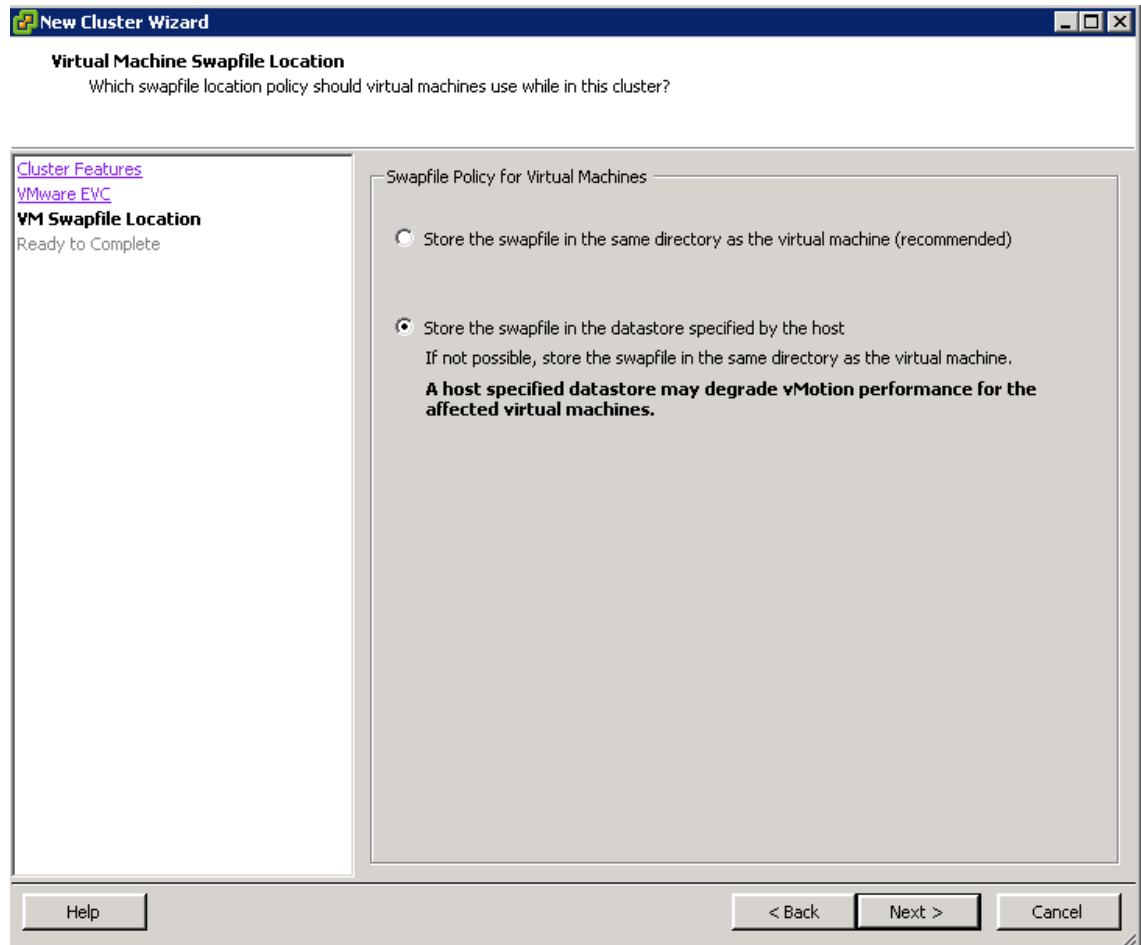 New Cluster Wizard
Virtual Machine Swapfile Location
Which swapfile location policy should virtual machines use while in this cluster?
Cluster Features
VMware EVC
VM Swapfile Location
Ready to Complete
Swapfile Policy for Virtual Machines
Store the swapfile in the same directory as the virtual machine (recommended)
Store the swapfile in the datastore specified by the host
If not possible, store the swapfile in the same directory as the virtual machine.
A host specified datastore may degrade vMotion performance for the
affected virtual machines.
Help
< Back
Next >
Cancel